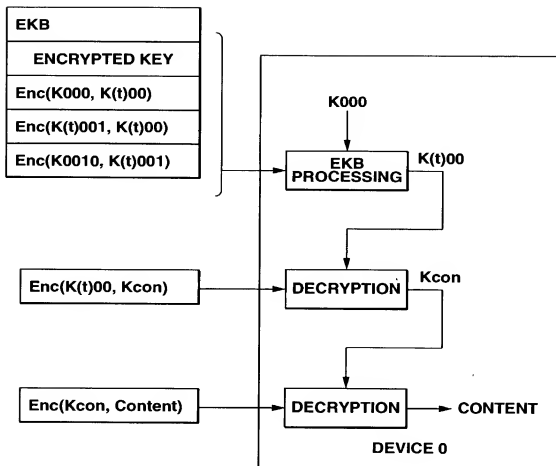 EKB
ENCRYPTED KEY
Enc(K000, K(t)00)
Enc(K(t)001, K(t)00)
Enc(K0010, K(t)001)
K000
EKB
PROCESSING
K(t)00
Enc(K(t)00, Kcon)
DECRYPTION
Kcon
Enc(Kcon, Content)
DECRYPTION
CONTENT
DEVICE 0